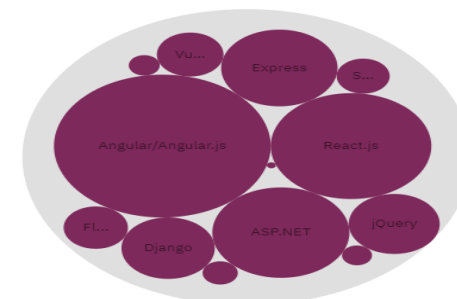 Vu...
Express
S...
Angular/Angular.js
React.js
Fl...
Django
ASP.NET
jQuery